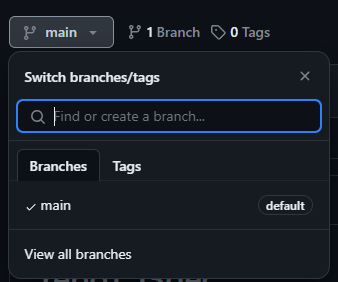 main 1 Branch 0 Tags
Switch branches/tags
Find or create a branch...
Branches Tags
main default
View all branches